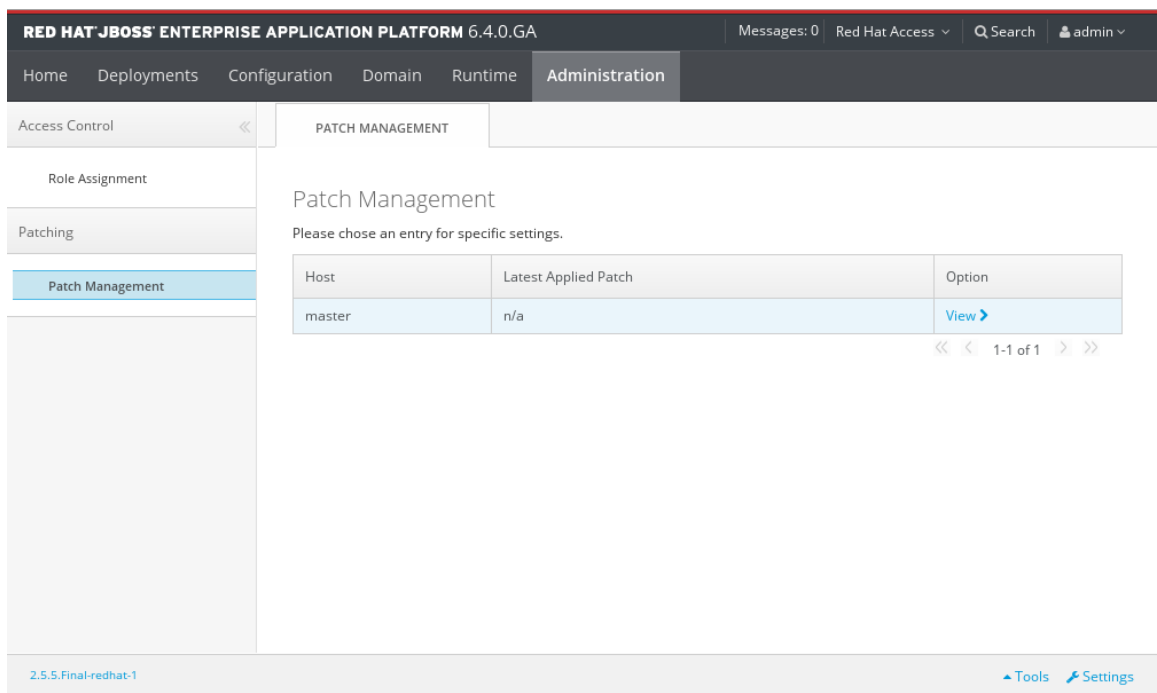 RED HAT JBOSS ENTERPRISE APPLICATION PLATFORM 6.4.0.GA Messages: 0 Red Hat Access Search admin
Home Deployments Configuration Domain Runtime Administration
Access Control PATCH MANAGEMENT
Role Assignment
Patch Management
Patching
Please chose an entry for specific settings.
Host Latest Applied Patch Option
Patch Management
master n/a View
1-1 of 1
2.5.5.Final-redhat-1 Tools Settings